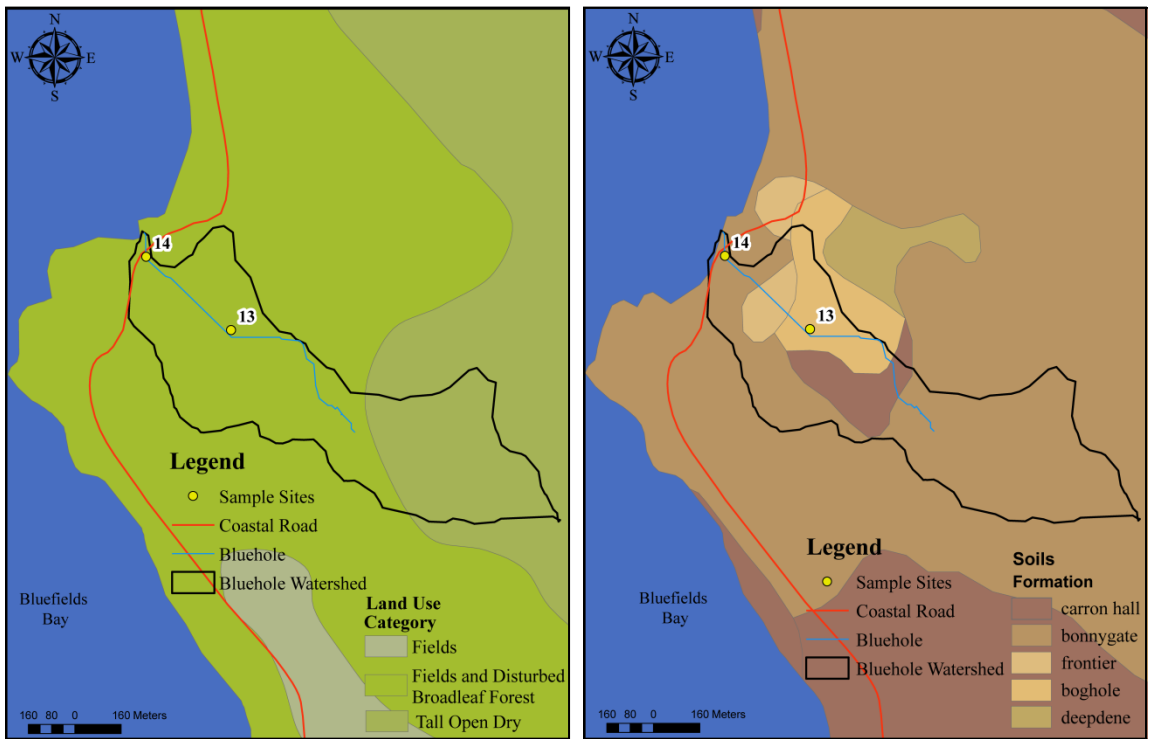 N
W E
S
14
13
Legend
Sample Sites
Coastal Road
Bluehole
Bluehole Watershed
Bluefields
Bay
Land Use
Category
Fields
Fields and Disturbed
Broadleaf Forest
Tall Open Dry
160 80 0 160 Meters
N
W E
S
14
13
Legend
Sample Sites
Coastal Road
Bluehole
Bluehole Watershed
Bluefields
Bay
Soils
Formation
carron hall
bonnygate
frontier
boghole
deepdene
160 80 0 160 Meters